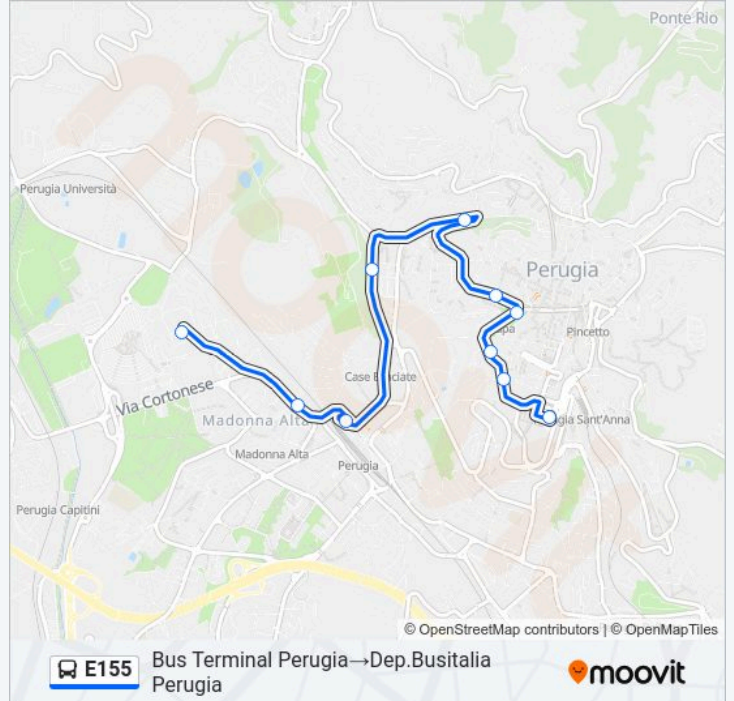 Ponte Rio
Perugia Università
Perugia
Pincetto
Case Bruciate
Via Cortonese
Madonna Alta
Sant'Anna
Madonna Alta
Perugia
Perugia Capitini
© OpenStreetMap contributors | © OpenMapTiles
E155
Bus Terminal Perugia→Dep.Busitalia
Perugia
moovit